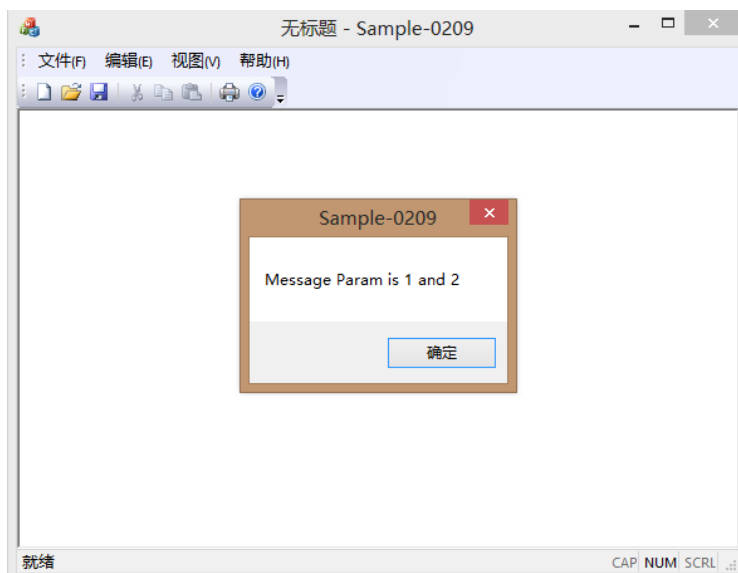 无标题 - Sample-0209
文件(F) 编辑(E) 视图(V) 帮助(H)
Sample-0209
Message Param is 1 and 2
确定
就绪 CAP NUM SCRL